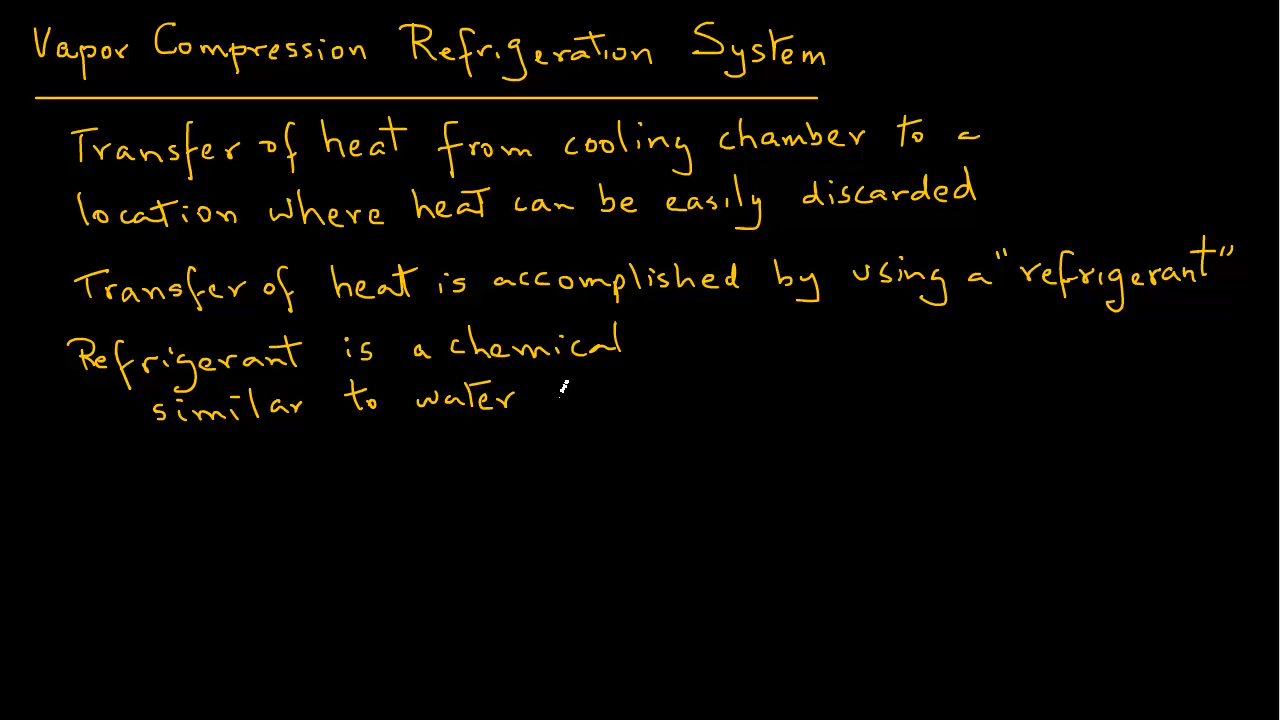 Vapor Compression Refrigeration System
Transfer of heat from cooling chamber to a
location where heat can be easily discarded
Transfer of heat is accomplished by using a "refrigerant"
Refrigerant is a chemical
similar to water